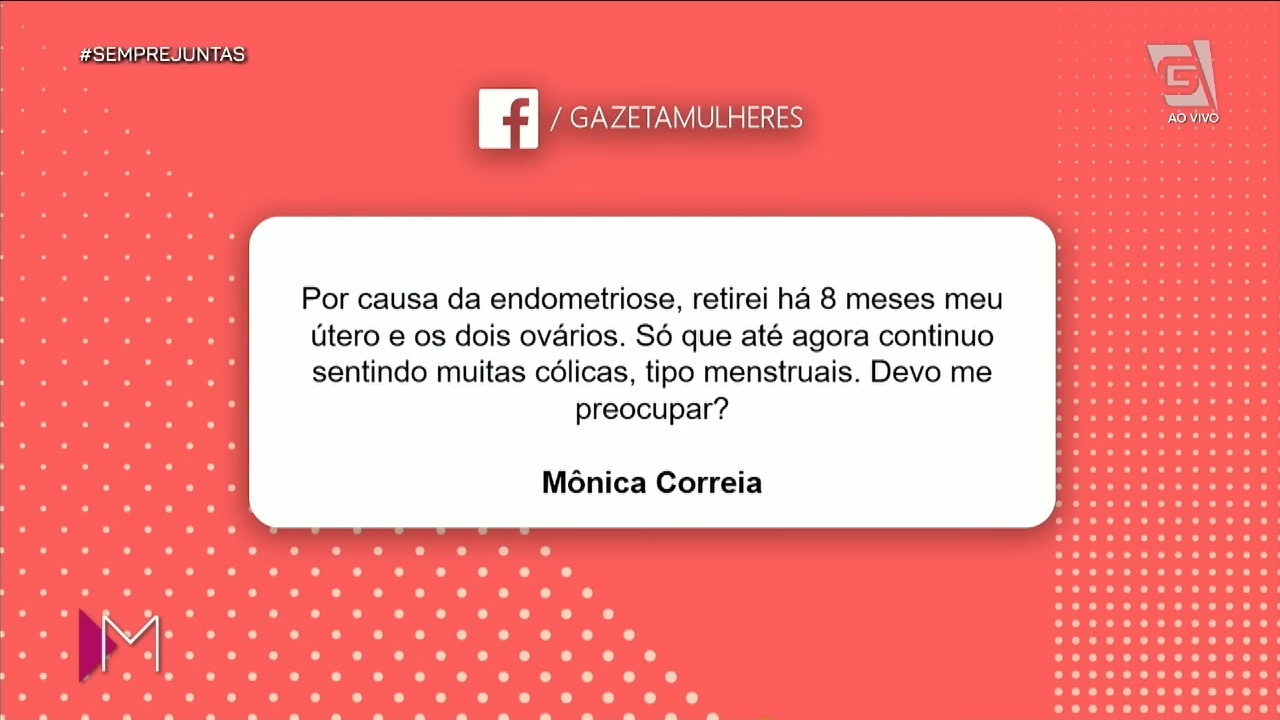 #SEMPREJUNTAS
G
AO VIVO
f / GAZETAMULHERES
Por causa da endometriose, retirei há 8 meses meu
útero e os dois ovários. Só que até agora continuo
sentindo muitas cólicas, tipo menstruais. Devo me
preocupar?
Mônica Correia
M